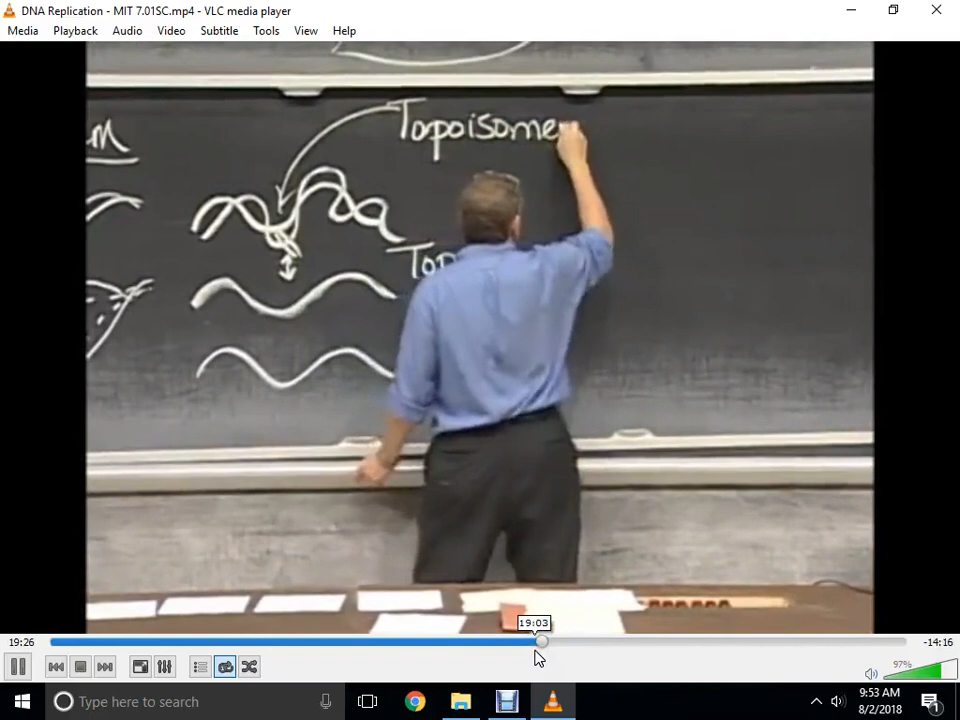 DNA Replication - MIT 7.01SC.mp4 - VLC media player
Media Playback Audio Video Subtitle Tools View Help
M
Topoisome
Top
19:03
19:26
-14:16
97%
Type here to search
9:53 AM
8/2/2018
1